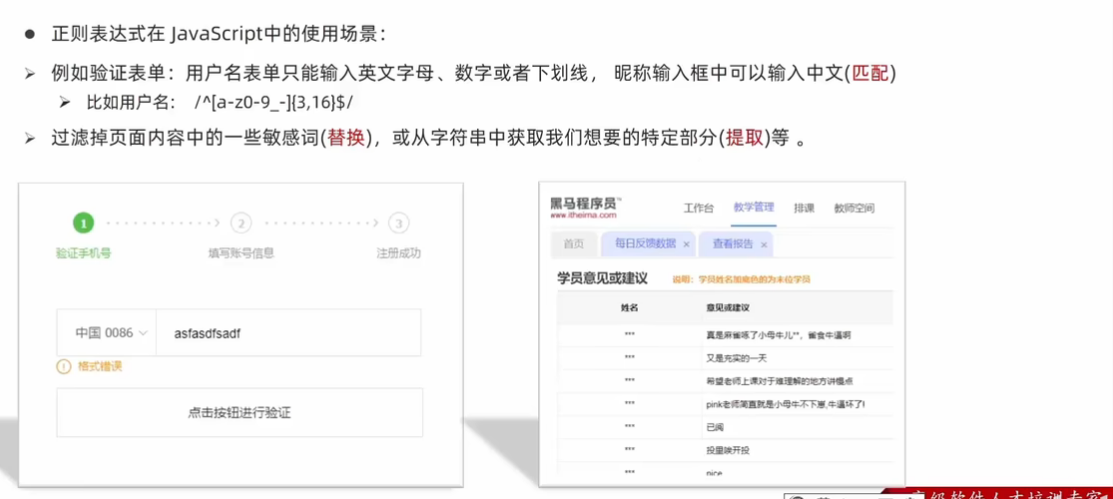 ● 正则表达式在 JavaScript中的使用场景：
➢ 例如验证表单：用户名表单只能输入英文字母、数字或者下划线， 昵称输入框中可以输入中文(匹配)
➢ 比如用户名： /^[a-z0-9_-]{3,16}$/
➢ 过滤掉页面内容中的一些敏感词(替换)，或从字符串中获取我们想要的特定部分(提取)等 。
1 2 3
验证手机号 填写账号信息 注册成功
中国 0086 asfasdfsadf
格式错误
点击按钮进行验证
黑马程序员™
www.itheima.com
工作台 教学管理 排课 教师空间
首页 每日反馈数据 × 查看报告 ×
学员意见或建议 说明：学员姓名加底色的为末位学员
姓名 意见或建议
*** 真是麻雀啄了小母牛儿**，雀食牛逼啊
*** 又是充实的一天
*** 希望老师上课对于难理解的地方讲慢点
*** pink老师简直就是小母牛不下崽,牛逼坏了!
*** 已阅
*** 投里唉开投
*** nice
级软件人才培训专家